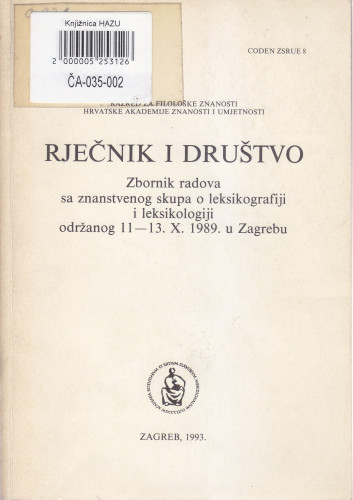 Knjižnica HAZU
2 000005 253126
ČA-035-002
CODEN ZSRUE 8
RAZRED ZA FILOLOŠKE ZNANOSTI
HRVATSKE AKADEMIJE ZNANOSTI I UMJETNOSTI
RJEČNIK I DRUŠTVO
Zbornik radova
sa znanstvenog skupa o leksikografiji
i leksikologiji
održanog 11—13. X. 1989. u Zagrebu
ZAGREB, 1993.